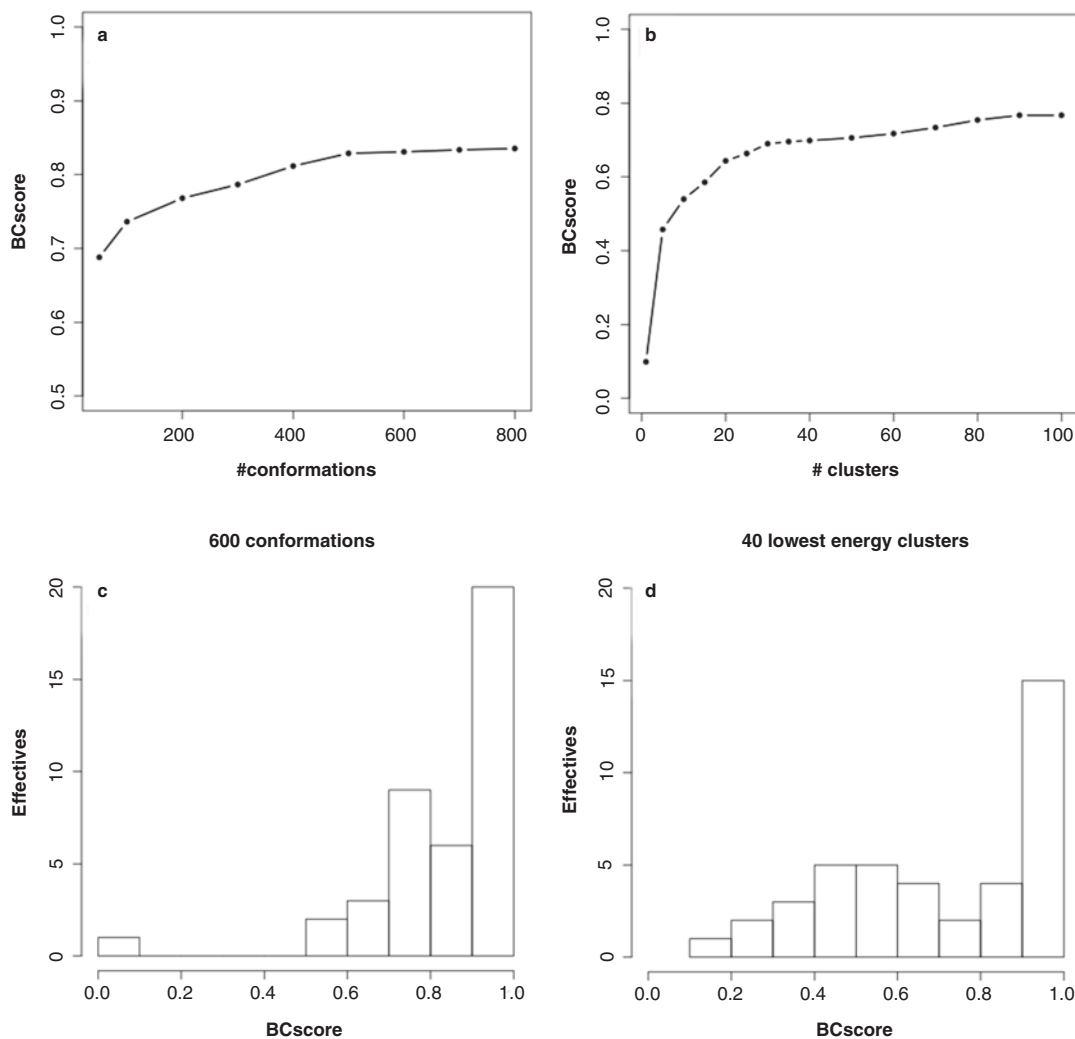 a
1.0
0.9
0.8
0.7
0.6
0.5
BCscore
200 400 600 800
#conformations
b
1.0
0.8
0.6
0.4
0.2
0.0
BCscore
0 20 40 60 80 100
# clusters
600 conformations
c
20
15
10
5
0
Effectives
0.0 0.2 0.4 0.6 0.8 1.0
BCscore
40 lowest energy clusters
d
20
15
10
5
0
Effectives
0.0 0.2 0.4 0.6 0.8 1.0
BCscore